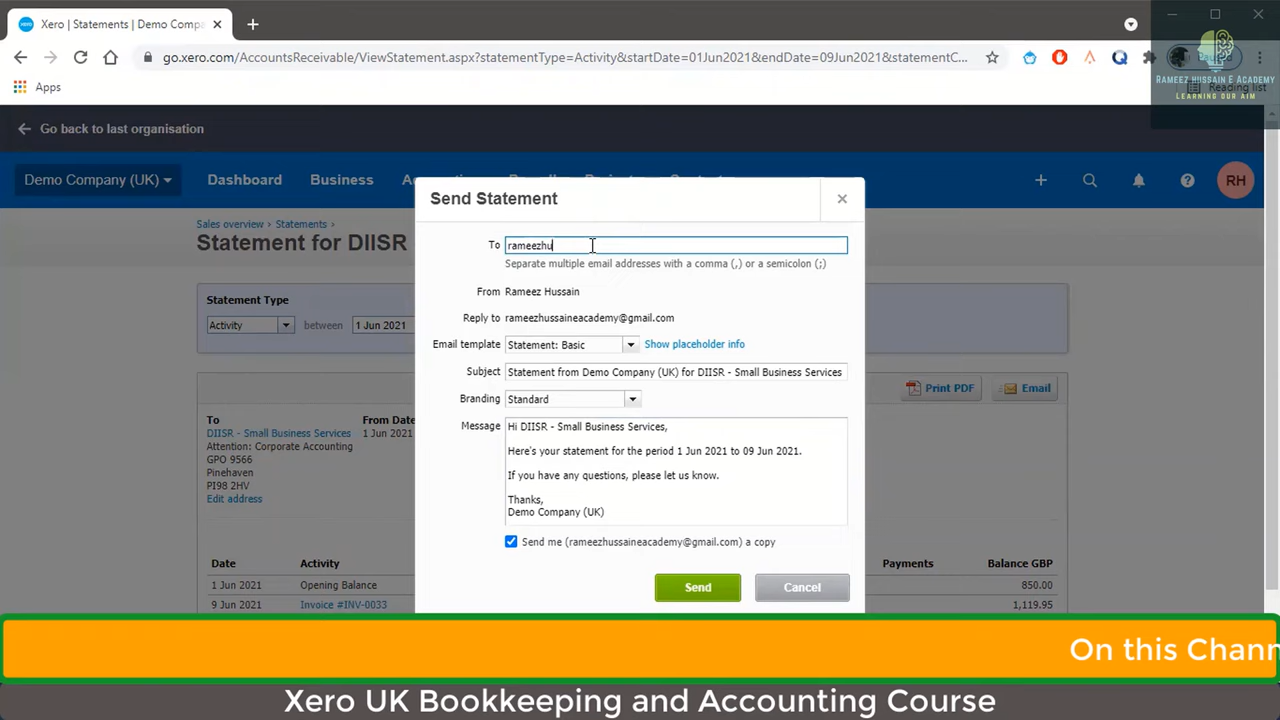 Xero | Statements | Demo Comp
go.xero.com/AccountsReceivable/ViewStatement.aspx?statementType=Activity&startDate=01Jun2021&endDate=09Jun2021&statementC...
Apps
Reading list
RAMEEZ HUSSAIN E ACADEMY
LEARNING OUR AIM
Go back to last organisation
Demo Company (UK)
Dashboard
Business
RH
Sales overview › Statements ›
Statement for DIISR
Statement Type
Activity
between
1 Jun 2021
Print PDF
Email
To
From Date
DIISR - Small Business Services
1 Jun 2021
Attention: Corporate Accounting
GPO 9566
Pinehaven
PI98 2HV
Edit address
Date
Activity
Payments
Balance GBP
1 Jun 2021
Opening Balance
850.00
9 Jun 2021
Invoice #INV-0033
1,119.95
Send Statement
To
rameezhu
Separate multiple email addresses with a comma (,) or a semicolon (;)
From
Rameez Hussain
Reply to
rameezhussaineacademy@gmail.com
Email template
Statement: Basic
Show placeholder info
Subject
Statement from Demo Company (UK) for DIISR - Small Business Services
Branding
Standard
Message
Hi DIISR - Small Business Services,
Here's your statement for the period 1 Jun 2021 to 09 Jun 2021.
If you have any questions, please let us know.
Thanks,
Demo Company (UK)
Send me (rameezhussaineacademy@gmail.com) a copy
Send
Cancel
On this Chann
Xero UK Bookkeeping and Accounting Course